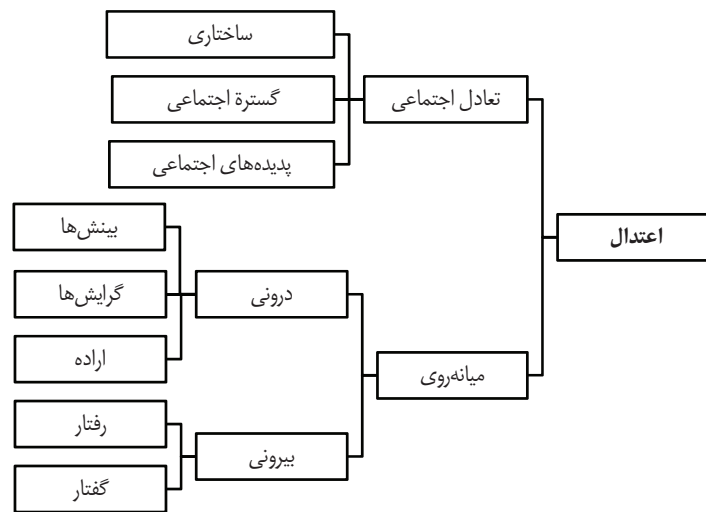 اعتدال
تعادل اجتماعی
ساختاری
گسترۀ اجتماعی
پدیده‌های اجتماعی
میانه‌روی
درونی
بینش‌ها
گرایش‌ها
اراده
بیرونی
رفتار
گفتار